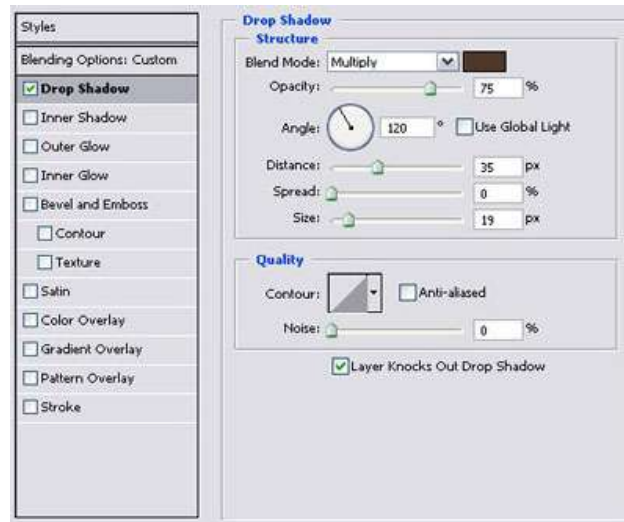 Styles
Blending Options: Custom
Drop Shadow
Inner Shadow
Outer Glow
Inner Glow
Bevel and Emboss
Contour
Texture
Satin
Color Overlay
Gradient Overlay
Pattern Overlay
Stroke
Drop Shadow
Structure
Blend Mode: Multiply
Opacity: 75 %
Angle: 120 ° Use Global Light
Distance: 35 px
Spread: 0 %
Size: 19 px
Quality
Contour: Anti-aliased
Noise: 0 %
Layer Knocks Out Drop Shadow